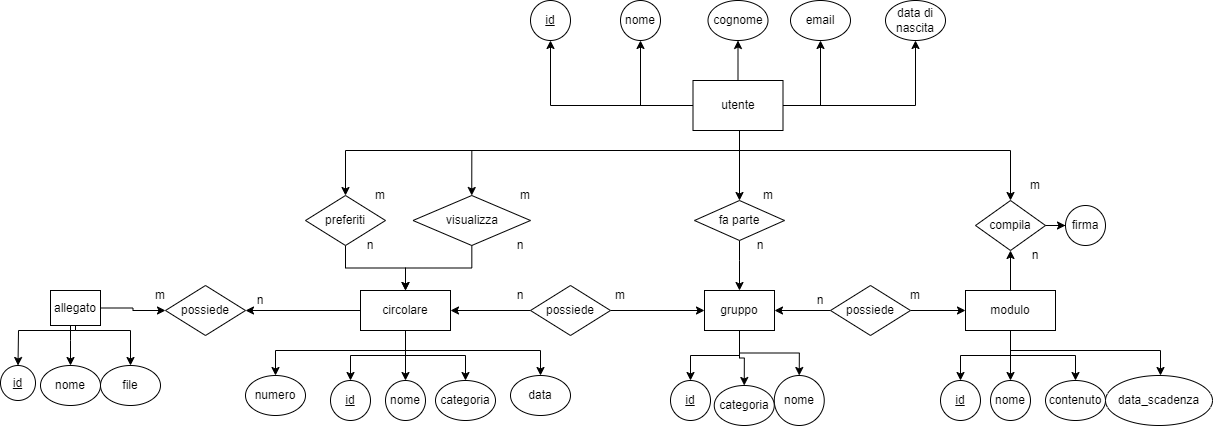 id
nome
cognome
email
data di
nascita
utente
m
m
m
m
preferiti
visualizza
fa parte
compila
firma
n
n
n
n
allegato
m
possiede
n
circolare
n
possiede
m
gruppo
n
possiede
m
modulo
id
nome
file
numero
id
nome
categoria
data
id
categoria
nome
id
nome
contenuto
data_scadenza